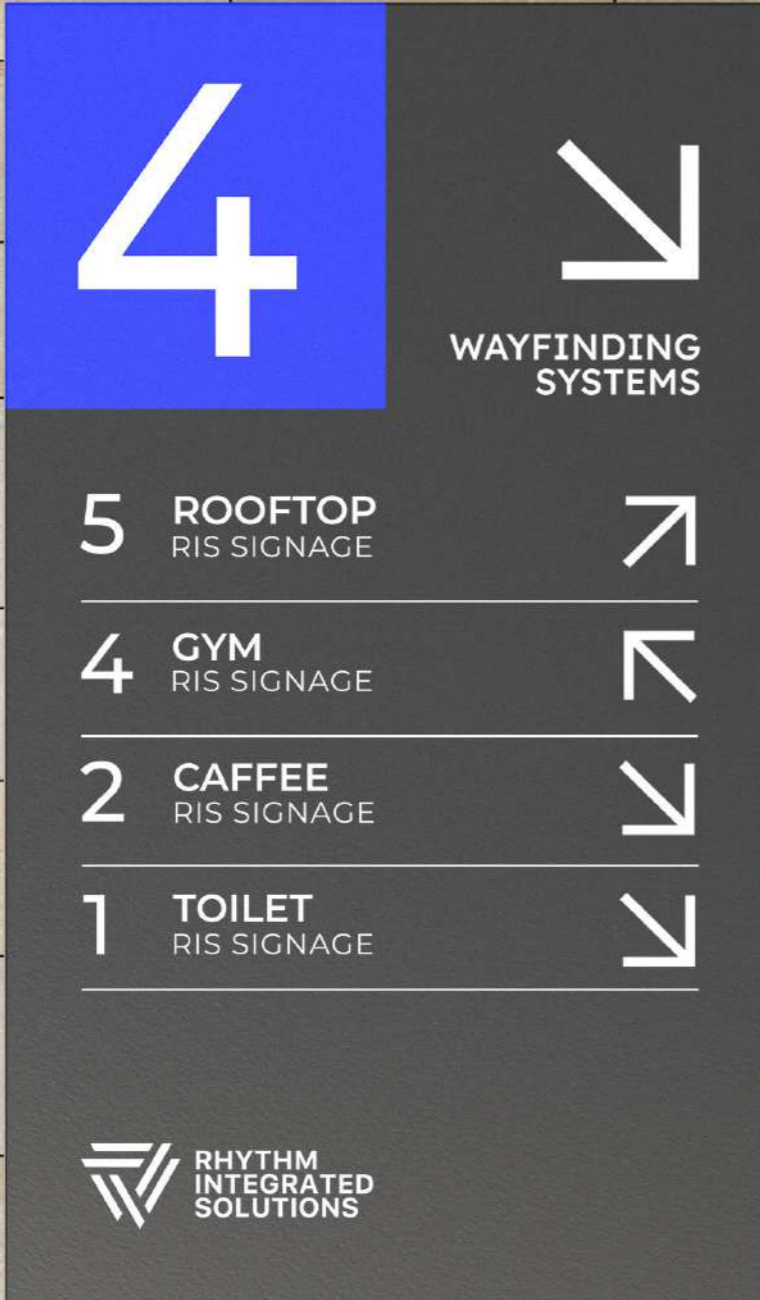 4
WAYFINDING
SYSTEMS
5 ROOFTOP
RIS SIGNAGE
4 GYM
RIS SIGNAGE
2 CAFFEE
RIS SIGNAGE
1 TOILET
RIS SIGNAGE
RHYTHM
INTEGRATED
SOLUTIONS